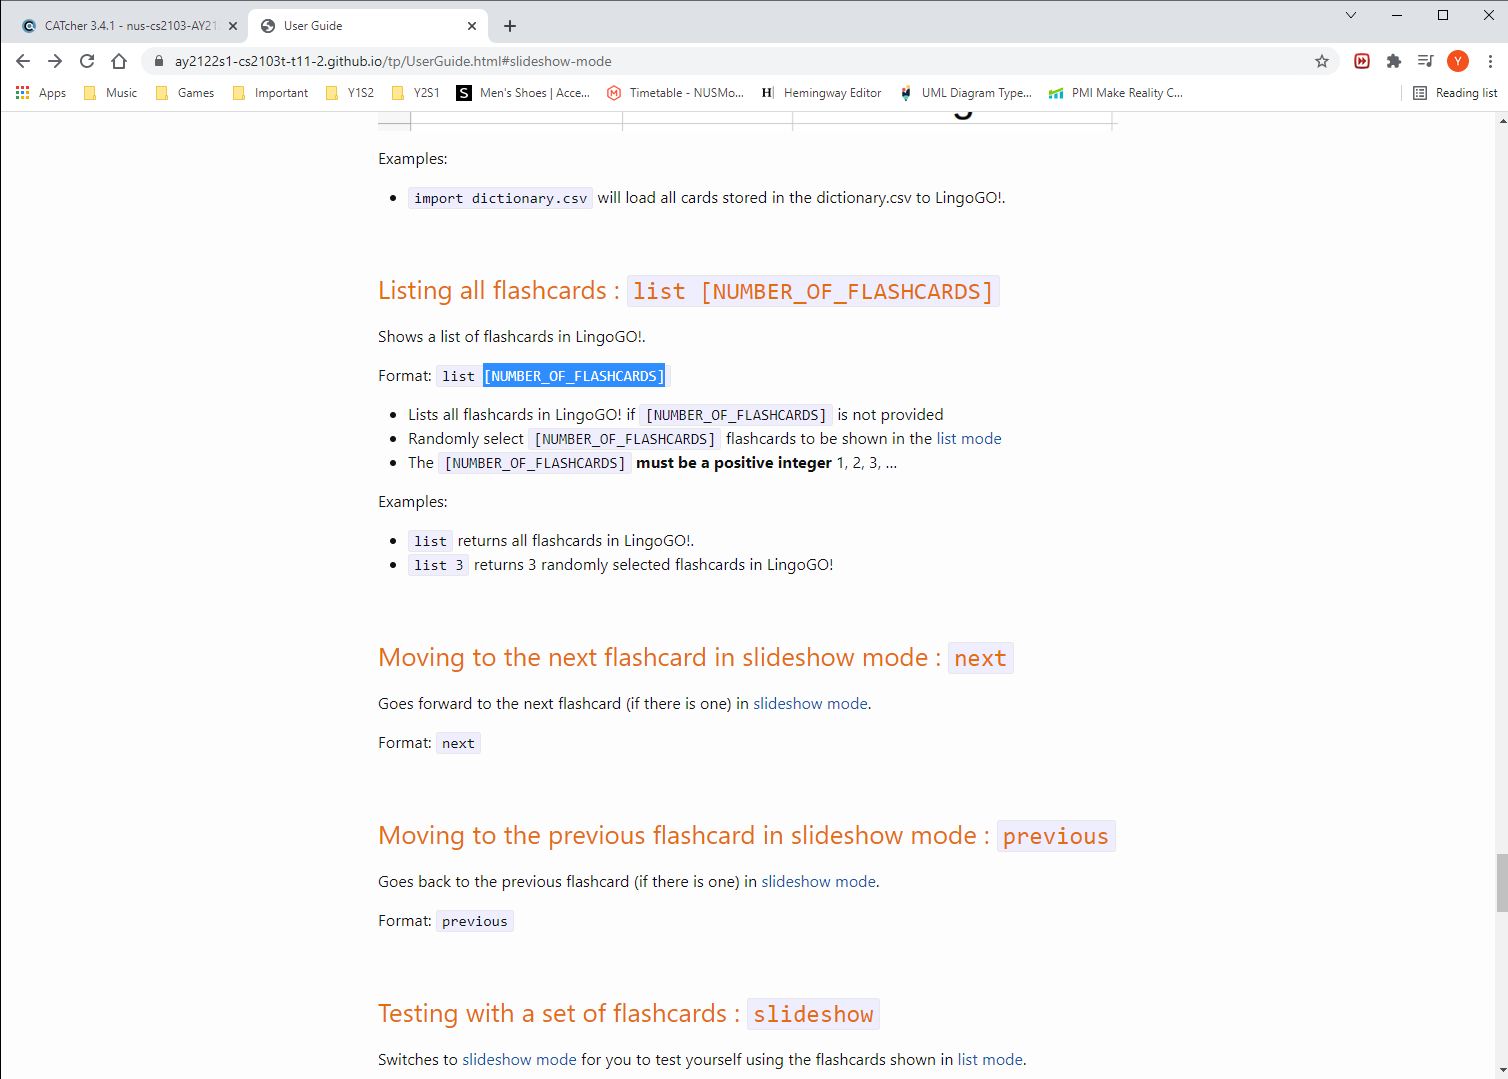 CATcher 3.4.1 - nus-cs2103-AY21
User Guide
ay2122s1-cs2103t-t11-2.github.io/tp/UserGuide.html#slideshow-mode
Y
Apps Music Games Important Y1S2 Y2S1 S Men's Shoes | Acce... Timetable - NUSMo... H Hemingway Editor UML Diagram Type... PMI Make Reality C... Reading list
Examples:
import dictionary.csv will load all cards stored in the dictionary.csv to LingoGO!.
Listing all flashcards : list [NUMBER_OF_FLASHCARDS]
Shows a list of flashcards in LingoGO!.
Format: list [NUMBER_OF_FLASHCARDS]
Lists all flashcards in LingoGO! if [NUMBER_OF_FLASHCARDS] is not provided
Randomly select [NUMBER_OF_FLASHCARDS] flashcards to be shown in the list mode
The [NUMBER_OF_FLASHCARDS] must be a positive integer 1, 2, 3, ...
Examples:
list returns all flashcards in LingoGO!.
list 3 returns 3 randomly selected flashcards in LingoGO!
Moving to the next flashcard in slideshow mode : next
Goes forward to the next flashcard (if there is one) in slideshow mode.
Format: next
Moving to the previous flashcard in slideshow mode : previous
Goes back to the previous flashcard (if there is one) in slideshow mode.
Format: previous
Testing with a set of flashcards : slideshow
Switches to slideshow mode for you to test yourself using the flashcards shown in list mode.